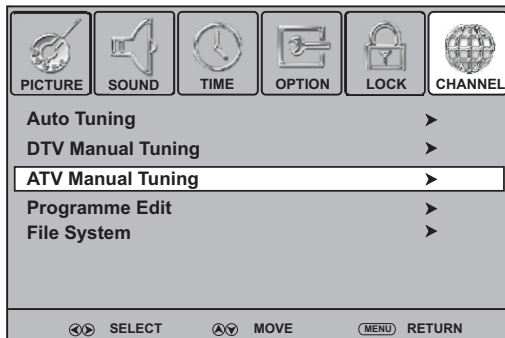 PICTURE SOUND TIME OPTION LOCK CHANNEL
Auto Tuning
DTV Manual Tuning
ATV Manual Tuning
Programme Edit
File System
SELECT MOVE MENU RETURN